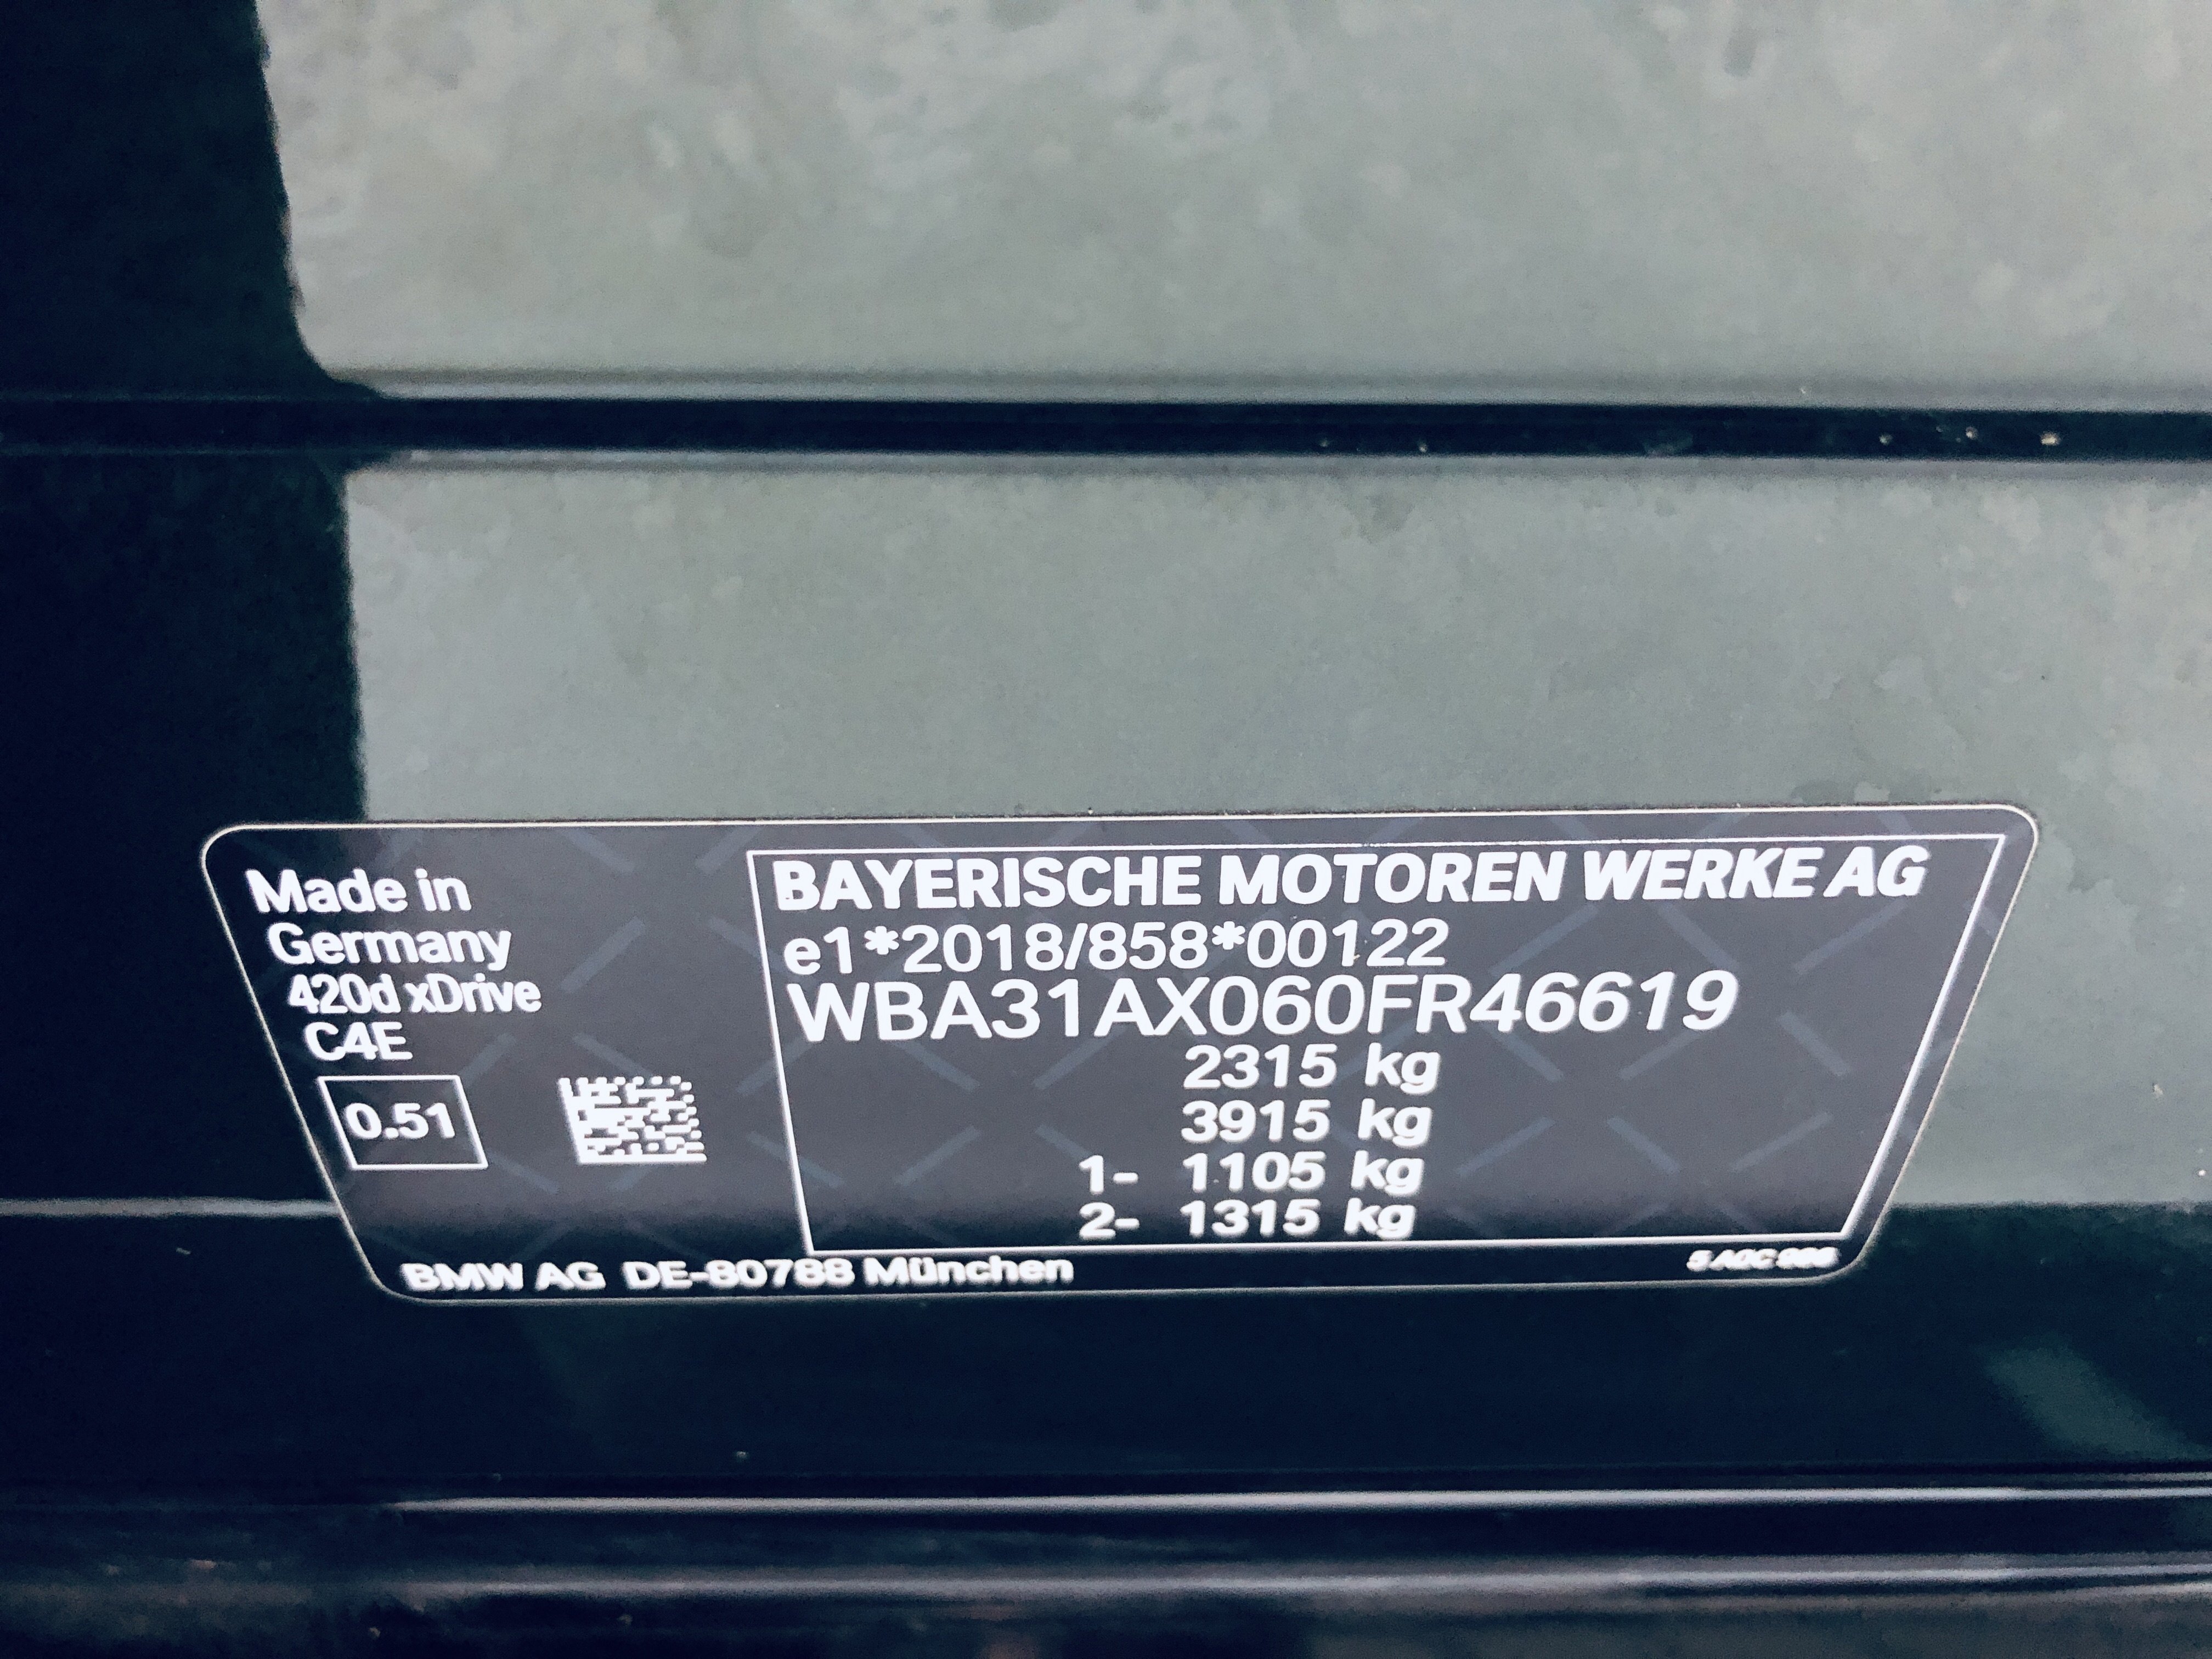 Made in
Germany
420d xDrive
C4E
0.51
BAYERISCHE MOTOREN WERKE AG
e1*2018/858*00122
WBA31AX060FR46619
2315 kg
3915 kg
1- 1105 kg
2- 1315 kg
BMW AG DE-80788 München